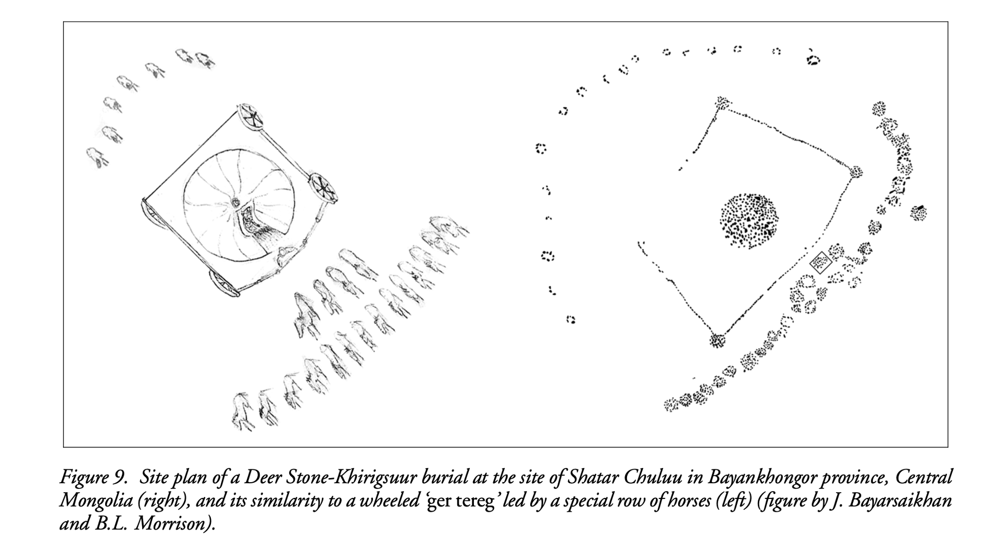 Figure 9. Site plan of a Deer Stone-Khirigsuur burial at the site of Shatar Chuluu in Bayankhongor province, Central
Mongolia (right), and its similarity to a wheeled ‘ger tereg’ led by a special row of horses (left) (figure by J. Bayarsaikhan
and B.L. Morrison).